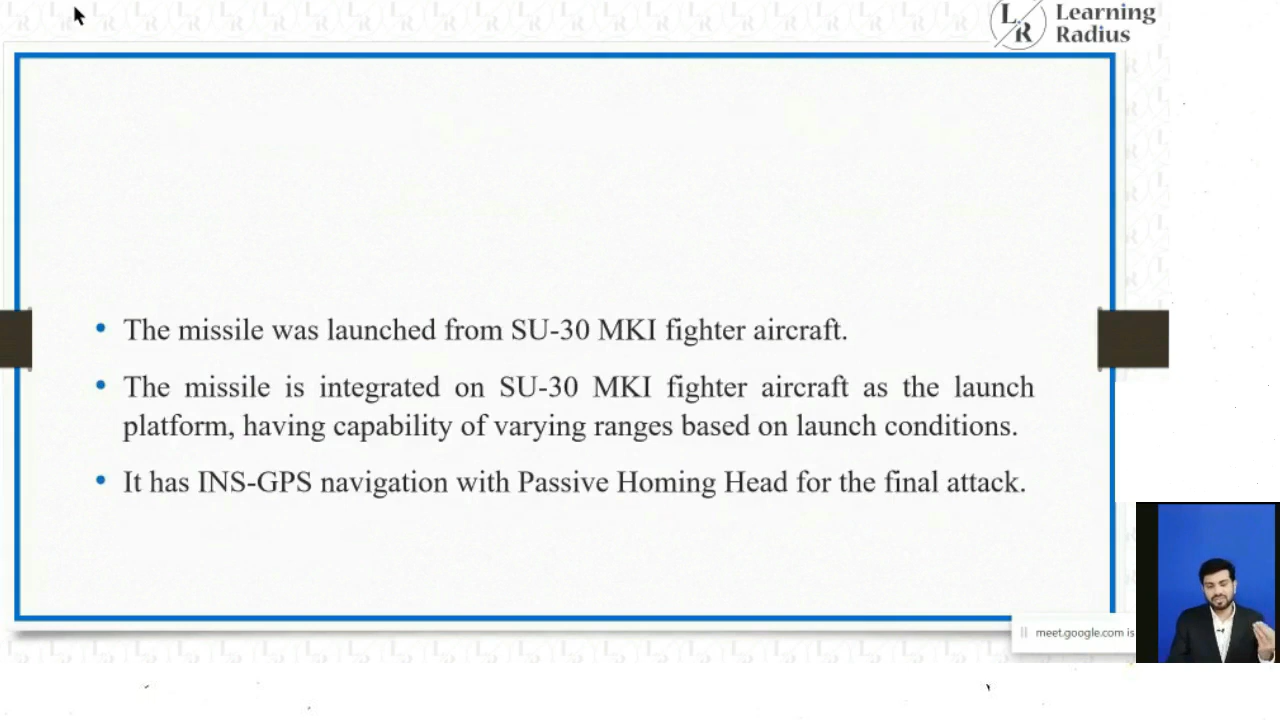 L
R
Learning
Radius
• The missile was launched from SU-30 MKI fighter aircraft.
• The missile is integrated on SU-30 MKI fighter aircraft as the launch
platform, having capability of varying ranges based on launch conditions.
• It has INS-GPS navigation with Passive Homing Head for the final attack.
meet.google.com is